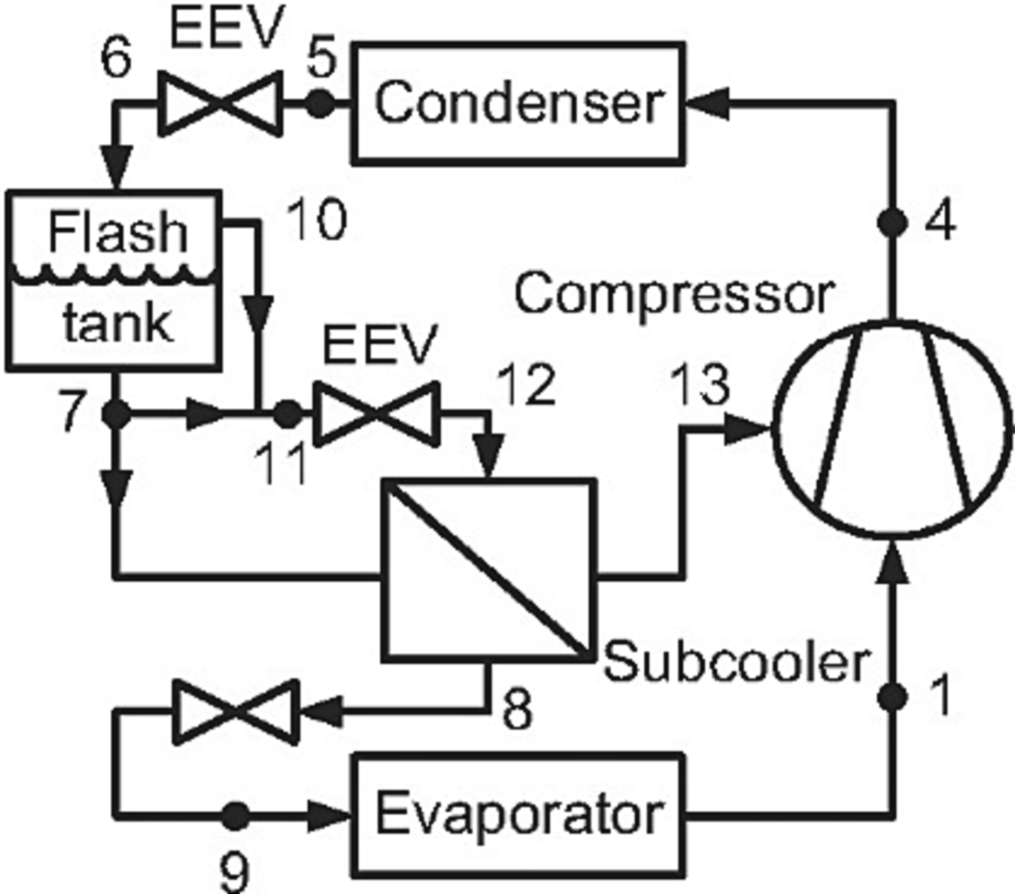 EEV
6
5
Condenser
Flash
tank
10
4
Compressor
EEV
7
11
12
13
Subcooler
8
1
Evaporator
9